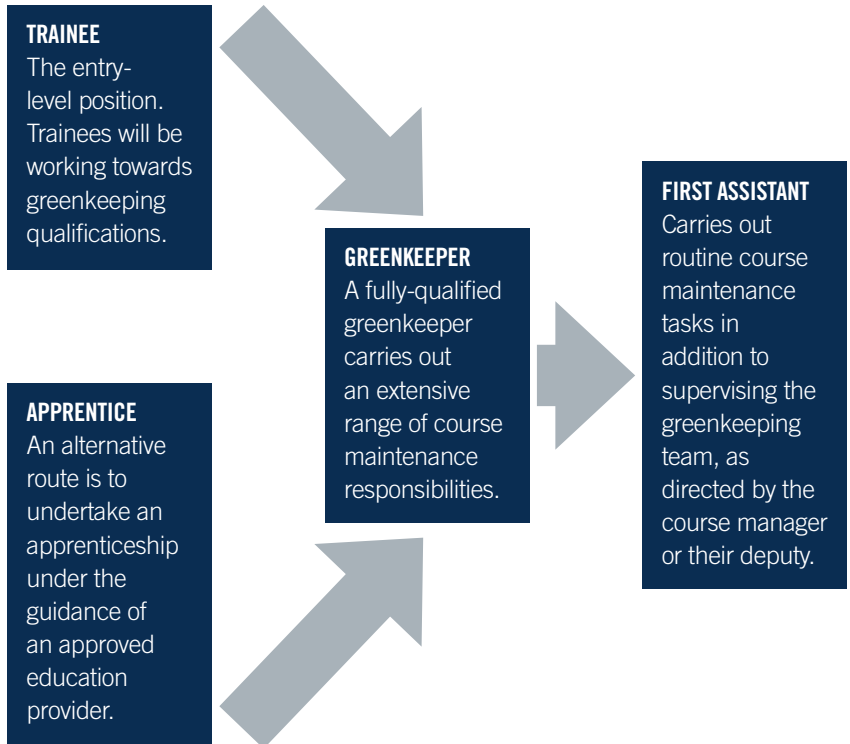 TRAINEE
The entry-
level position.
Trainees will be
working towards
greenkeeping
qualifications.
APPRENTICE
An alternative
route is to
undertake an
apprenticeship
under the
guidance of
an approved
education
provider.
GREENKEEPER
A fully-qualified
greenkeeper
carries out
an extensive
range of course
maintenance
responsibilities.
FIRST ASSISTANT
Carries out
routine course
maintenance
tasks in
addition to
supervising the
greenkeeping
team, as
directed by the
course manager
or their deputy.